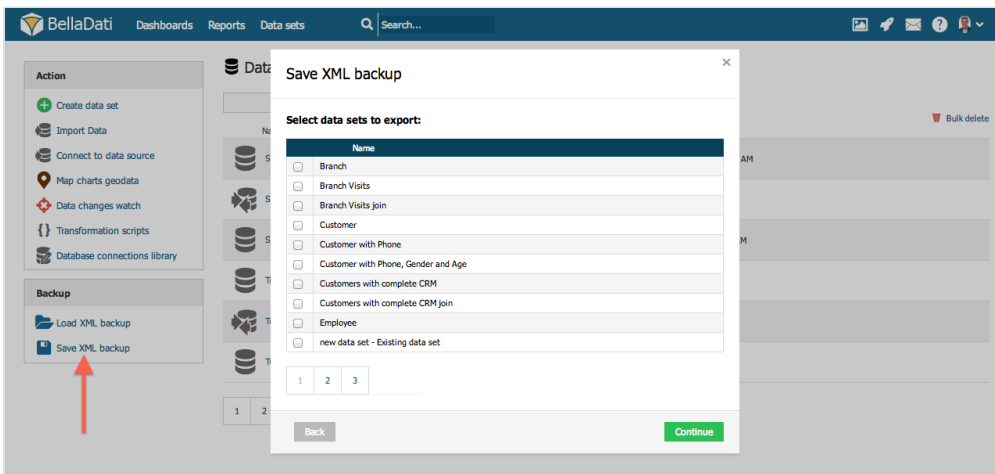 BellaDati Dashboards Reports Data sets Search...
Action
Create data set
Import Data
Connect to data source
Map charts geodata
Data changes watch
{} Transformation scripts
Database connections library
Backup
Load XML backup
Save XML backup
Data
Na
S
S
S
1 2
Bulk delete
AM
M
Save XML backup ×
Select data sets to export:
Name
Branch
Branch Visits
Branch Visits join
Customer
Customer with Phone
Customer with Phone, Gender and Age
Customers with complete CRM
Customers with complete CRM join
Employee
new data set - Existing data set
1 2 3
Back Continue